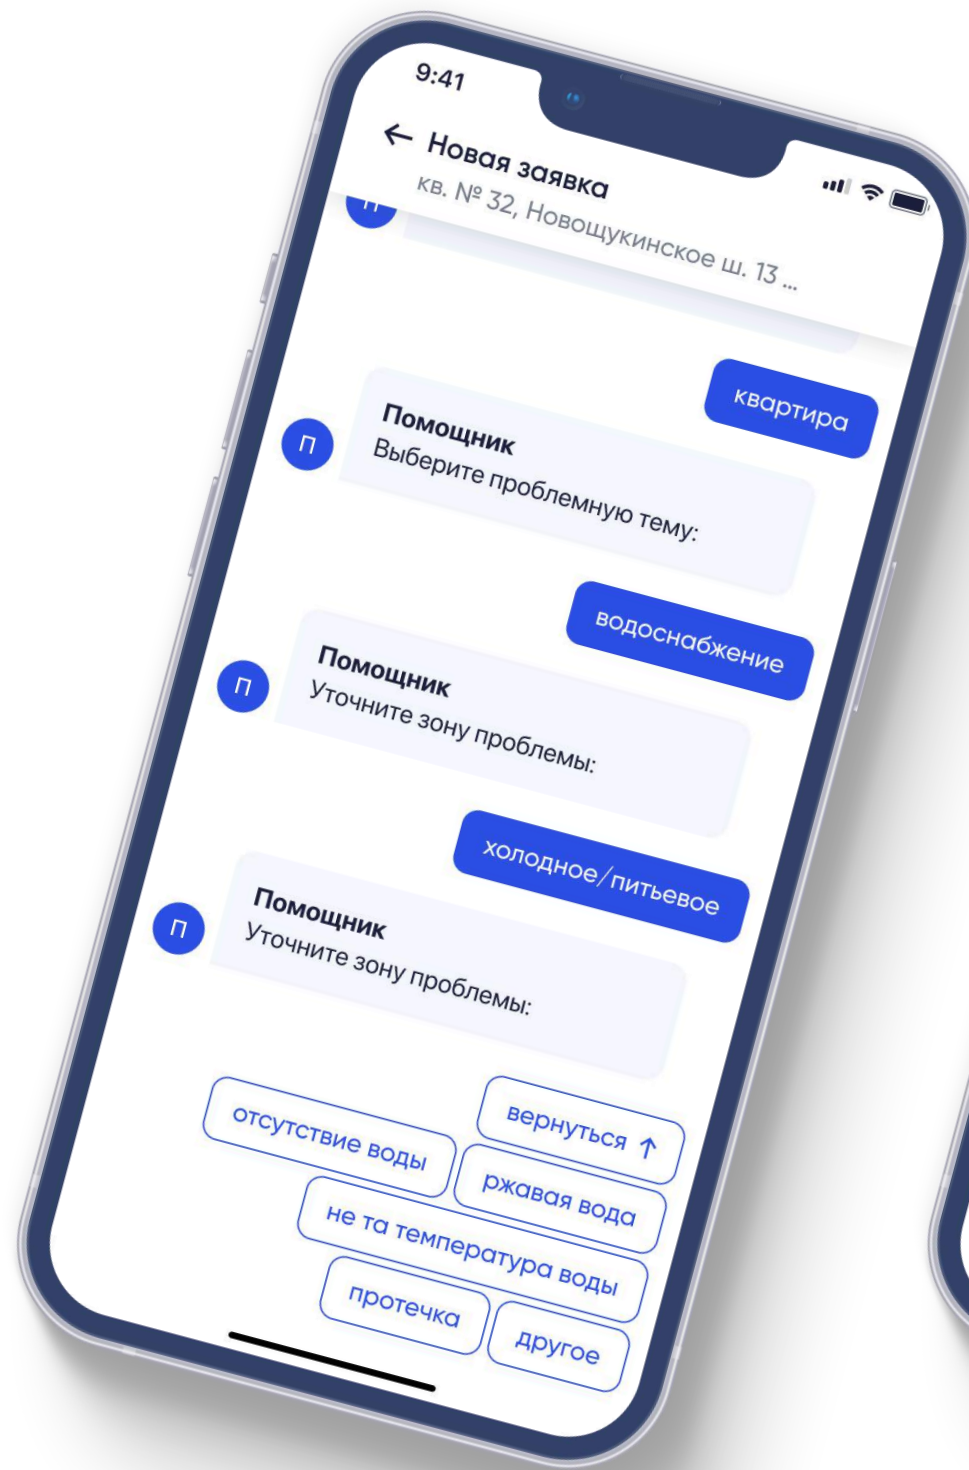 9:41
← Новая заявка
кв. № 32, Новощукинское ш. 13 ...
П
квартира
Помощник
П
Выберите проблемную тему:
водоснабжение
Помощник
П
Уточните зону проблемы:
холодное/питьевое
Помощник
П
Уточните зону проблемы:
вернуться ↑
отсутствие воды
ржавая вода
не та температура воды
протечка
другое